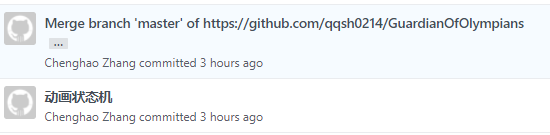 Merge branch 'master' of https://github.com/qqsh0214/GuardianOfOlympians
...
Chenghao Zhang committed 3 hours ago
动画状态机
Chenghao Zhang committed 3 hours ago